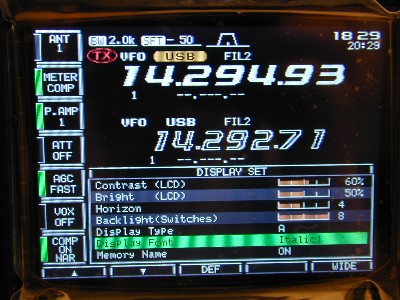 ANT 1
BW 2.0k SFT - 50
18:29
20:29
TX VFO USB FIL2
METER COMP
14.294.93
1 --.---.--
P.AMP 1
VFO USB FIL2
14.292.71
ATT OFF
1 --.---.--
DISPLAY SET
AGC FAST
Contrast (LCD) 60%
Bright (LCD) 50%
Horizon 4
VOX OFF
Backlight(Switches) 8
Display Type A
COMP ON NAR
Display Font Italic1
Memory Name ON
▲ ▼ DEF WIDE